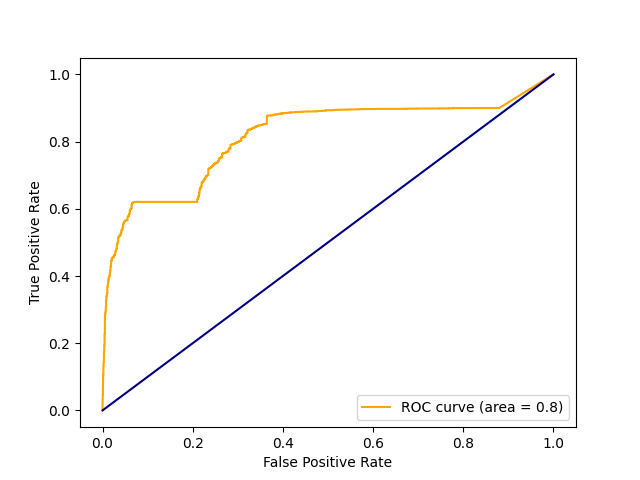 1.0
0.8
0.6
0.4
0.2
0.0
True Positive Rate
ROC curve (area = 0.8)
0.0 0.2 0.4 0.6 0.8 1.0
False Positive Rate